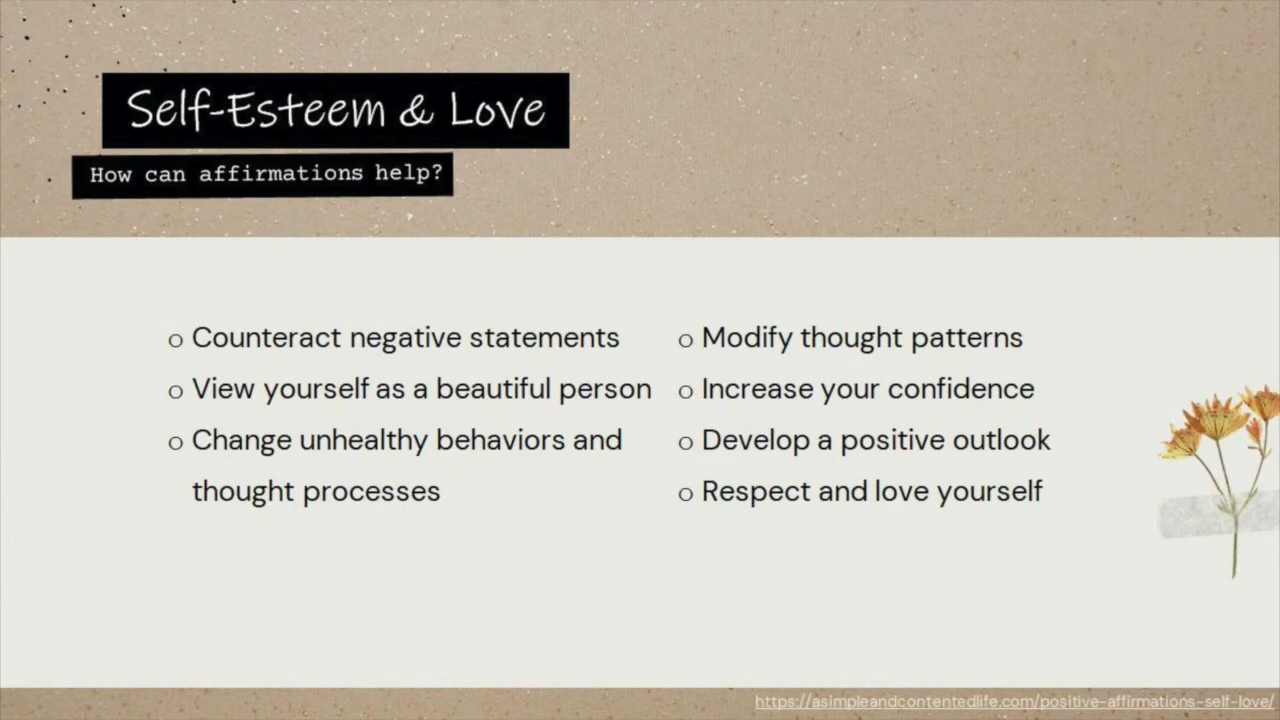 Self-Esteem & Love
How can affirmations help?
o Counteract negative statements
o View yourself as a beautiful person
o Change unhealthy behaviors and
thought processes
o Modify thought patterns
o Increase your confidence
o Develop a positive outlook
o Respect and love yourself
https://asimpleandcontentedlife.com/positive-affirmations-self-love/